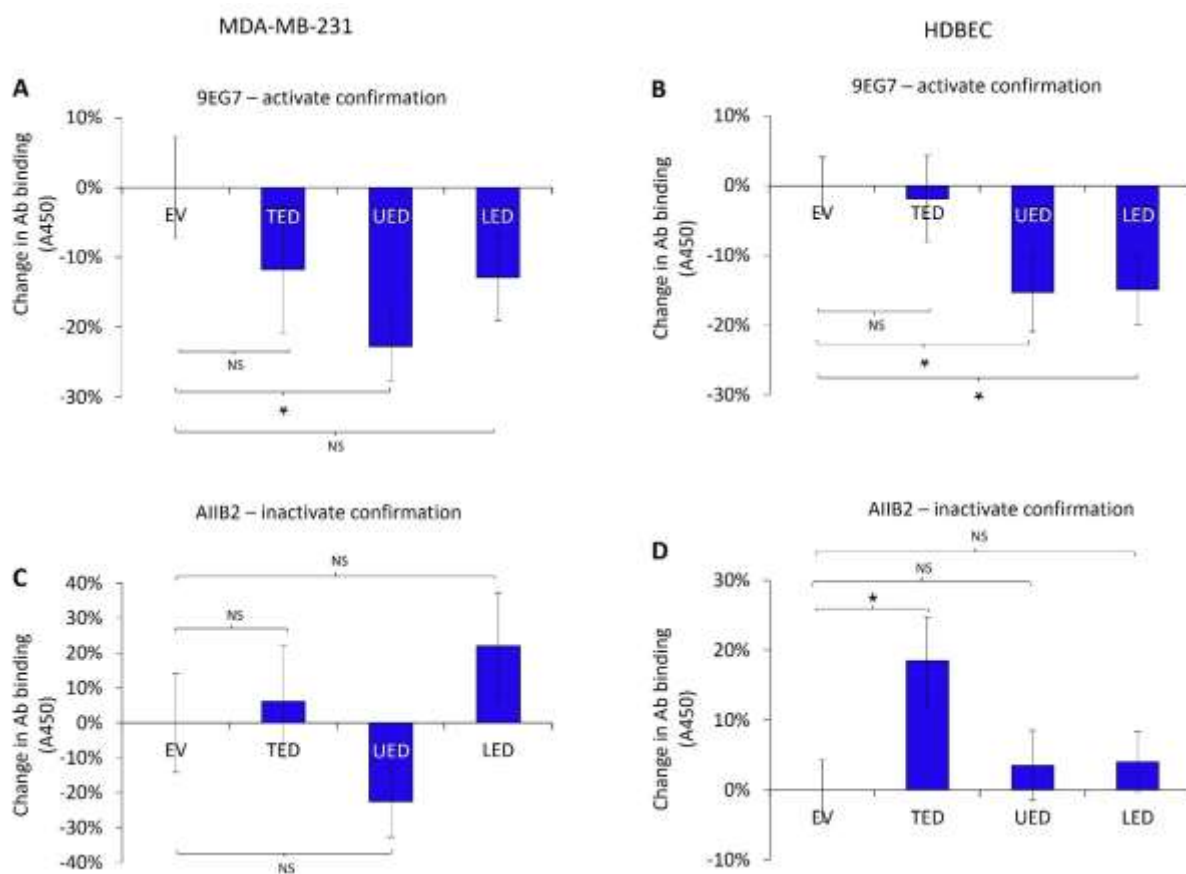 MDA-MB-231
HDBEC
A
9EG7 – activate confirmation
Change in Ab binding
(A450)
10%
0%
-10%
-20%
-30%
EV
TED
UED
LED
NS
*
NS
B
9EG7 – activate confirmation
Change in Ab binding
(A450)
10%
0%
-10%
-20%
-30%
EV
TED
UED
LED
NS
*
*
C
AIIB2 – inactivate confirmation
Change in Ab binding
(A450)
40%
30%
20%
10%
0%
-10%
-20%
-30%
-40%
NS
NS
EV
TED
UED
LED
NS
D
AIIB2 – inactivate confirmation
Change in Ab binding
(A450)
30%
20%
10%
0%
-10%
NS
NS
*
EV
TED
UED
LED